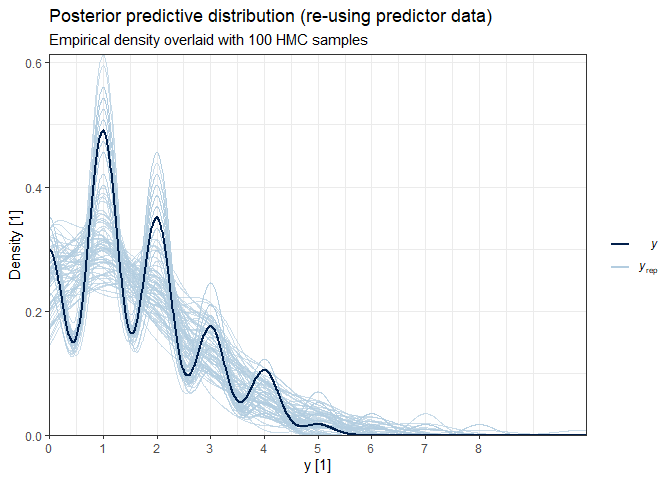 Posterior predictive distribution (re-using predictor data)
Empirical density overlaid with 100 HMC samples
0.6
0.4
0.2
0.0
Density [1]
0 1 2 3 4 5 6 7 8
y [1]
y
y rep